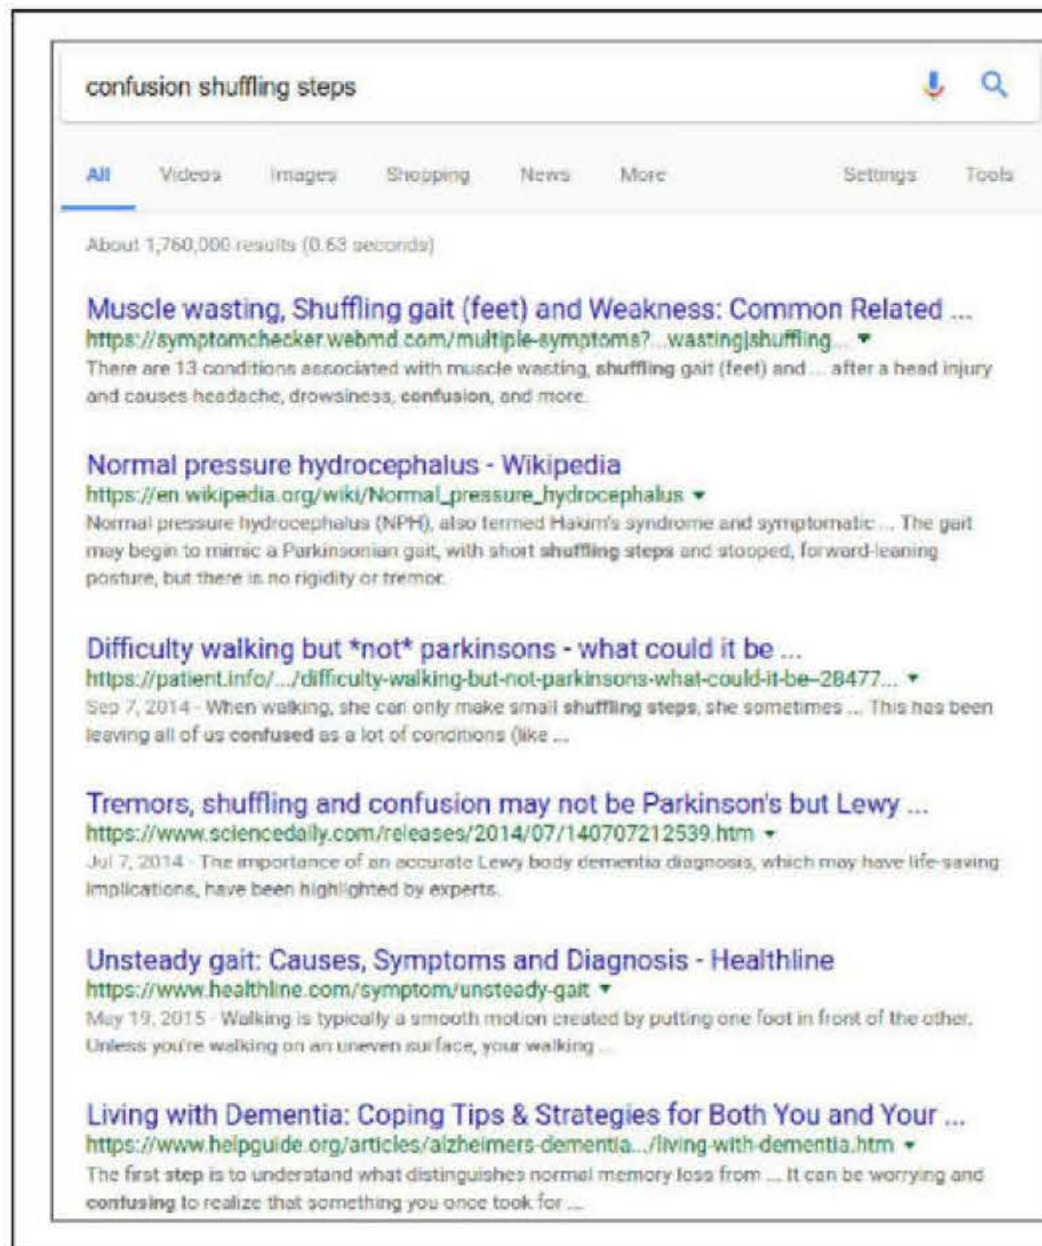 confusion shuffling steps
All Videos Images Shopping News More Settings Tools
About 1,760,000 results (0.63 seconds)
Muscle wasting, Shuffling gait (feet) and Weakness: Common Related ...
https://symptomchecker.webmd.com/multiple-symptoms?...wasting|shuffling...
There are 13 conditions associated with muscle wasting, shuffling gait (feet) and ... after a head injury
and causes headache, drowsiness, confusion, and more.
Normal pressure hydrocephalus - Wikipedia
https://en.wikipedia.org/wiki/Normal_pressure_hydrocephalus
Normal pressure hydrocephalus (NPH), also termed Hakim's syndrome and symptomatic ... The gait
may begin to mimic a Parkinsonian gait, with short shuffling steps and stooped, forward-leaning
posture, but there is no rigidity or tremor.
Difficulty walking but *not* parkinsons - what could it be ...
https://patient.info/.../difficulty-walking-but-not-parkinsons-what-could-it-be--28477...
Sep 7, 2014 - When walking, she can only make small shuffling steps, she sometimes ... This has been
leaving all of us confused as a lot of conditions (like ...
Tremors, shuffling and confusion may not be Parkinson's but Lewy ...
https://www.sciencedaily.com/releases/2014/07/140707212539.htm
Jul 7, 2014 - The importance of an accurate Lewy body dementia diagnosis, which may have life-saving
implications, have been highlighted by experts.
Unsteady gait: Causes, Symptoms and Diagnosis - Healthline
https://www.healthline.com/symptom/unsteady-gait
May 19, 2015 - Walking is typically a smooth motion created by putting one foot in front of the other.
Unless you're walking on an uneven surface, your walking ...
Living with Dementia: Coping Tips & Strategies for Both You and Your ...
https://www.helpguide.org/articles/alzheimers-dementia.../living-with-dementia.htm
The first step is to understand what distinguishes normal memory loss from ... It can be worrying and
confusing to realize that something you once took for ...